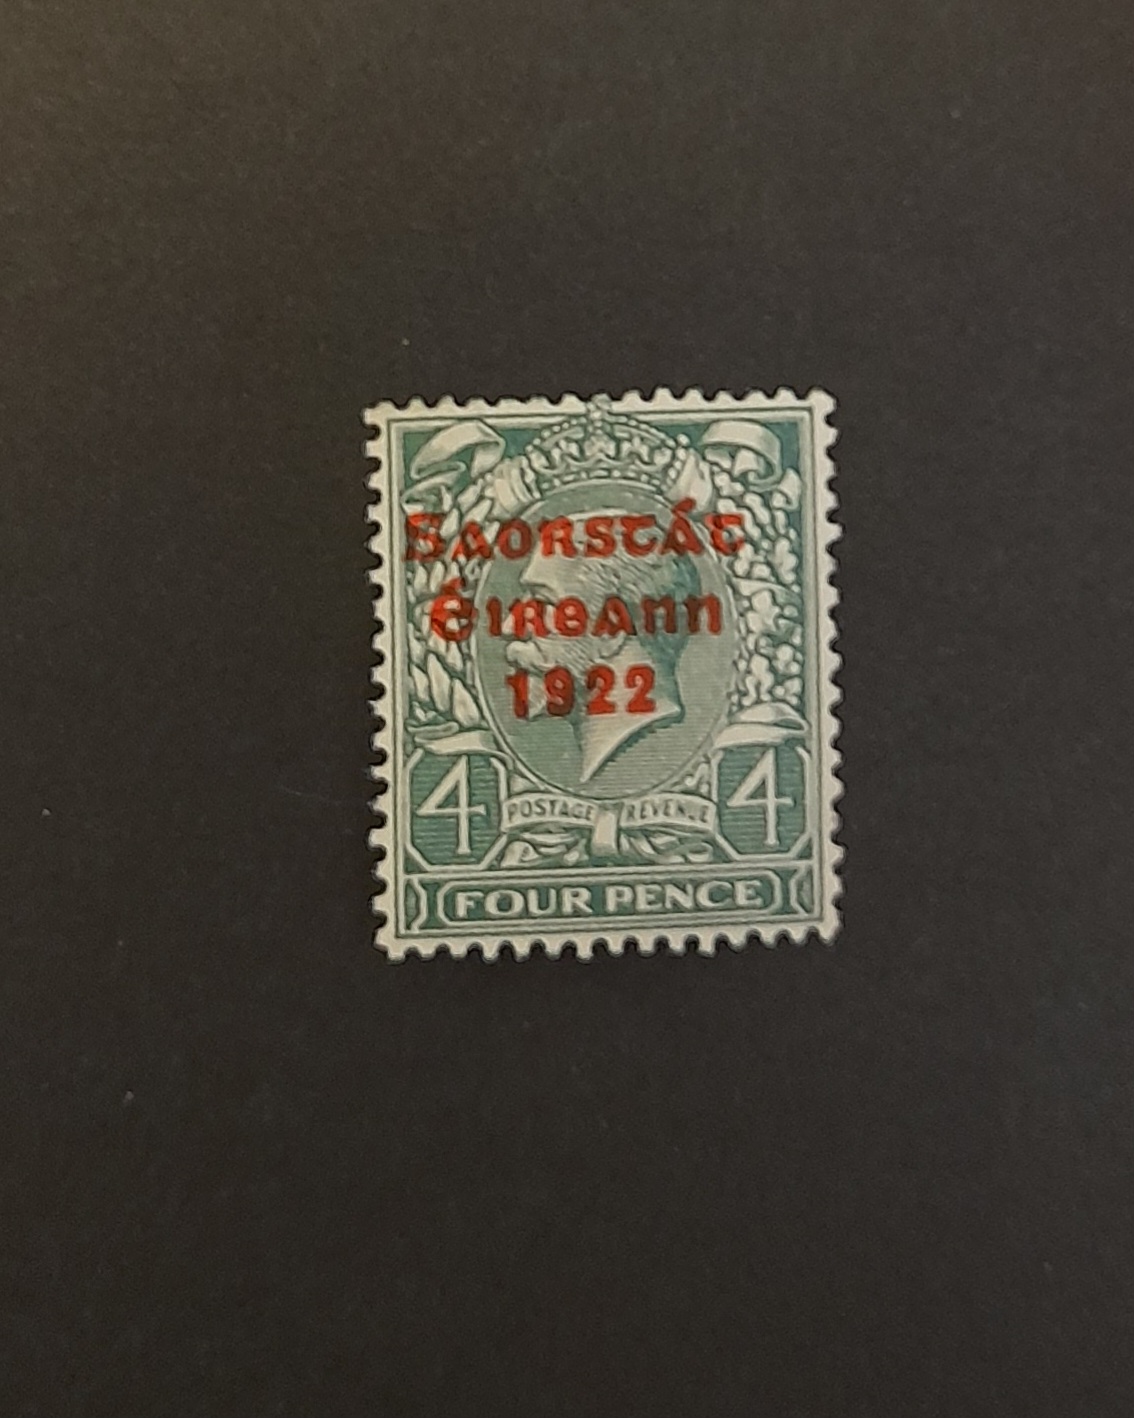 Saorstát
Éireann
1922
4 POSTAGE REVENUE 4
FOUR PENCE